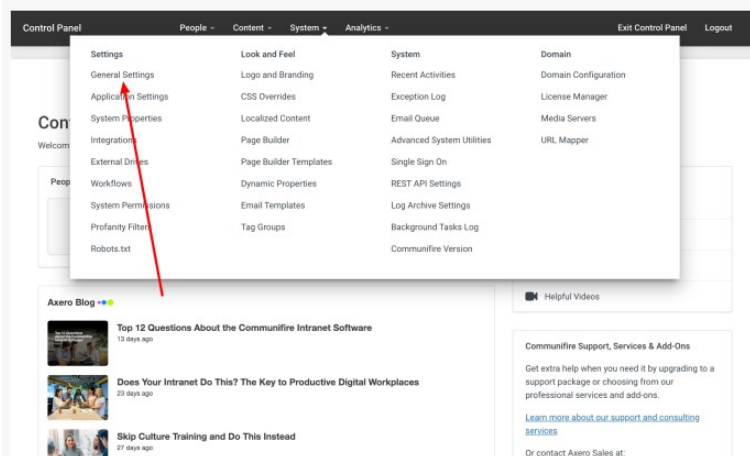 Control Panel People Content System Analytics Exit Control Panel Logout
Settings
General Settings
Application Settings
System Properties
Integrations
External Drives
Workflows
System Permissions
Profanity Filters
Robots.txt
Look and Feel
Logo and Branding
CSS Overrides
Localized Content
Page Builder
Page Builder Templates
Dynamic Properties
Email Templates
Tag Groups
System
Recent Activities
Exception Log
Email Queue
Advanced System Utilities
Single Sign On
REST API Settings
Log Archive Settings
Background Tasks Log
Communifire Version
Domain
Domain Configuration
License Manager
Media Servers
URL Mapper
Con
Welcom
Peop
Axero Blog
Top 12 Questions About the Communifire Intranet Software
13 days ago
Does Your Intranet Do This? The Key to Productive Digital Workplaces
23 days ago
Skip Culture Training and Do This Instead
27 days ago
Helpful Videos
Communifire Support, Services & Add-Ons
Get extra help when you need it by upgrading to a
support package or choosing from our
professional services and add-ons.
Learn more about our support and consulting
services
Or contact Axero Sales at: